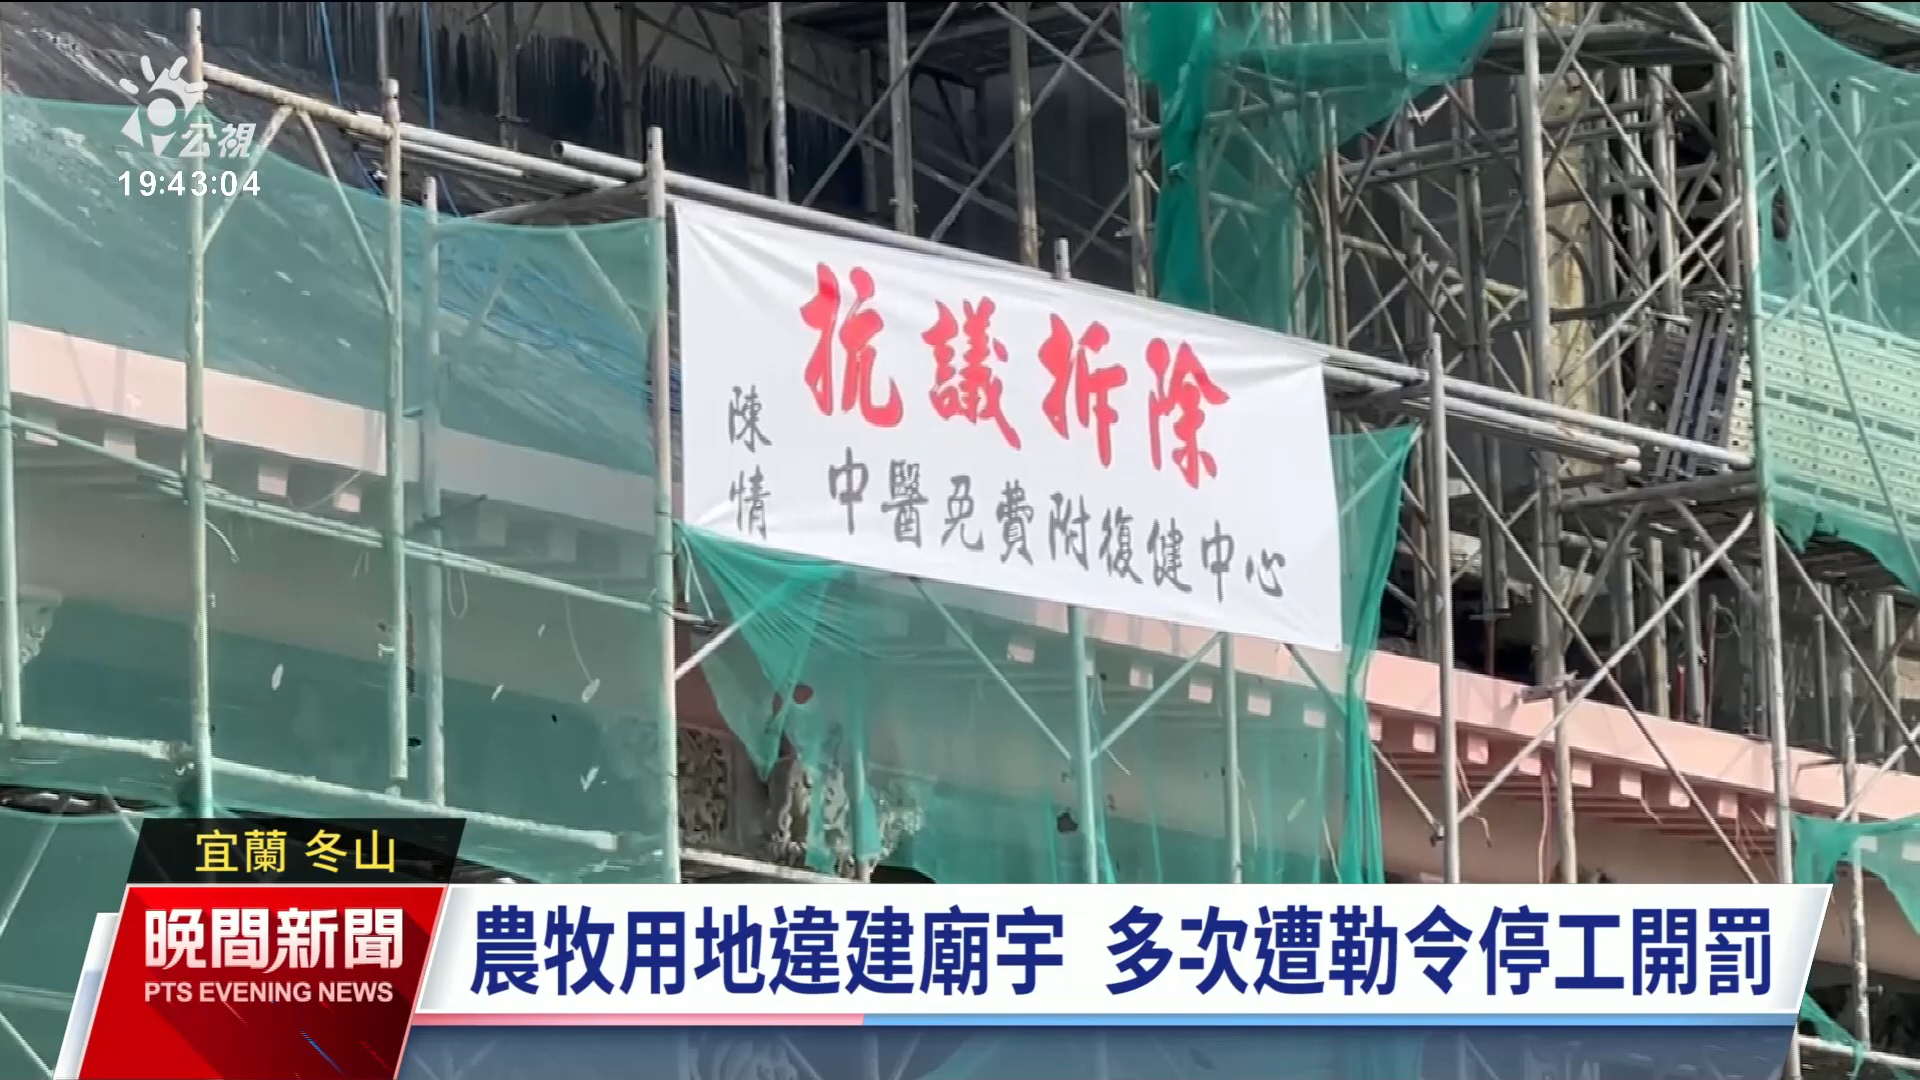 公視
19:43:04
抗議拆除
陳情
中醫免費附復健中心
宜蘭 冬山
晚間新聞
PTS EVENING NEWS
農牧用地違建廟宇 多次遭勒令停工開罰